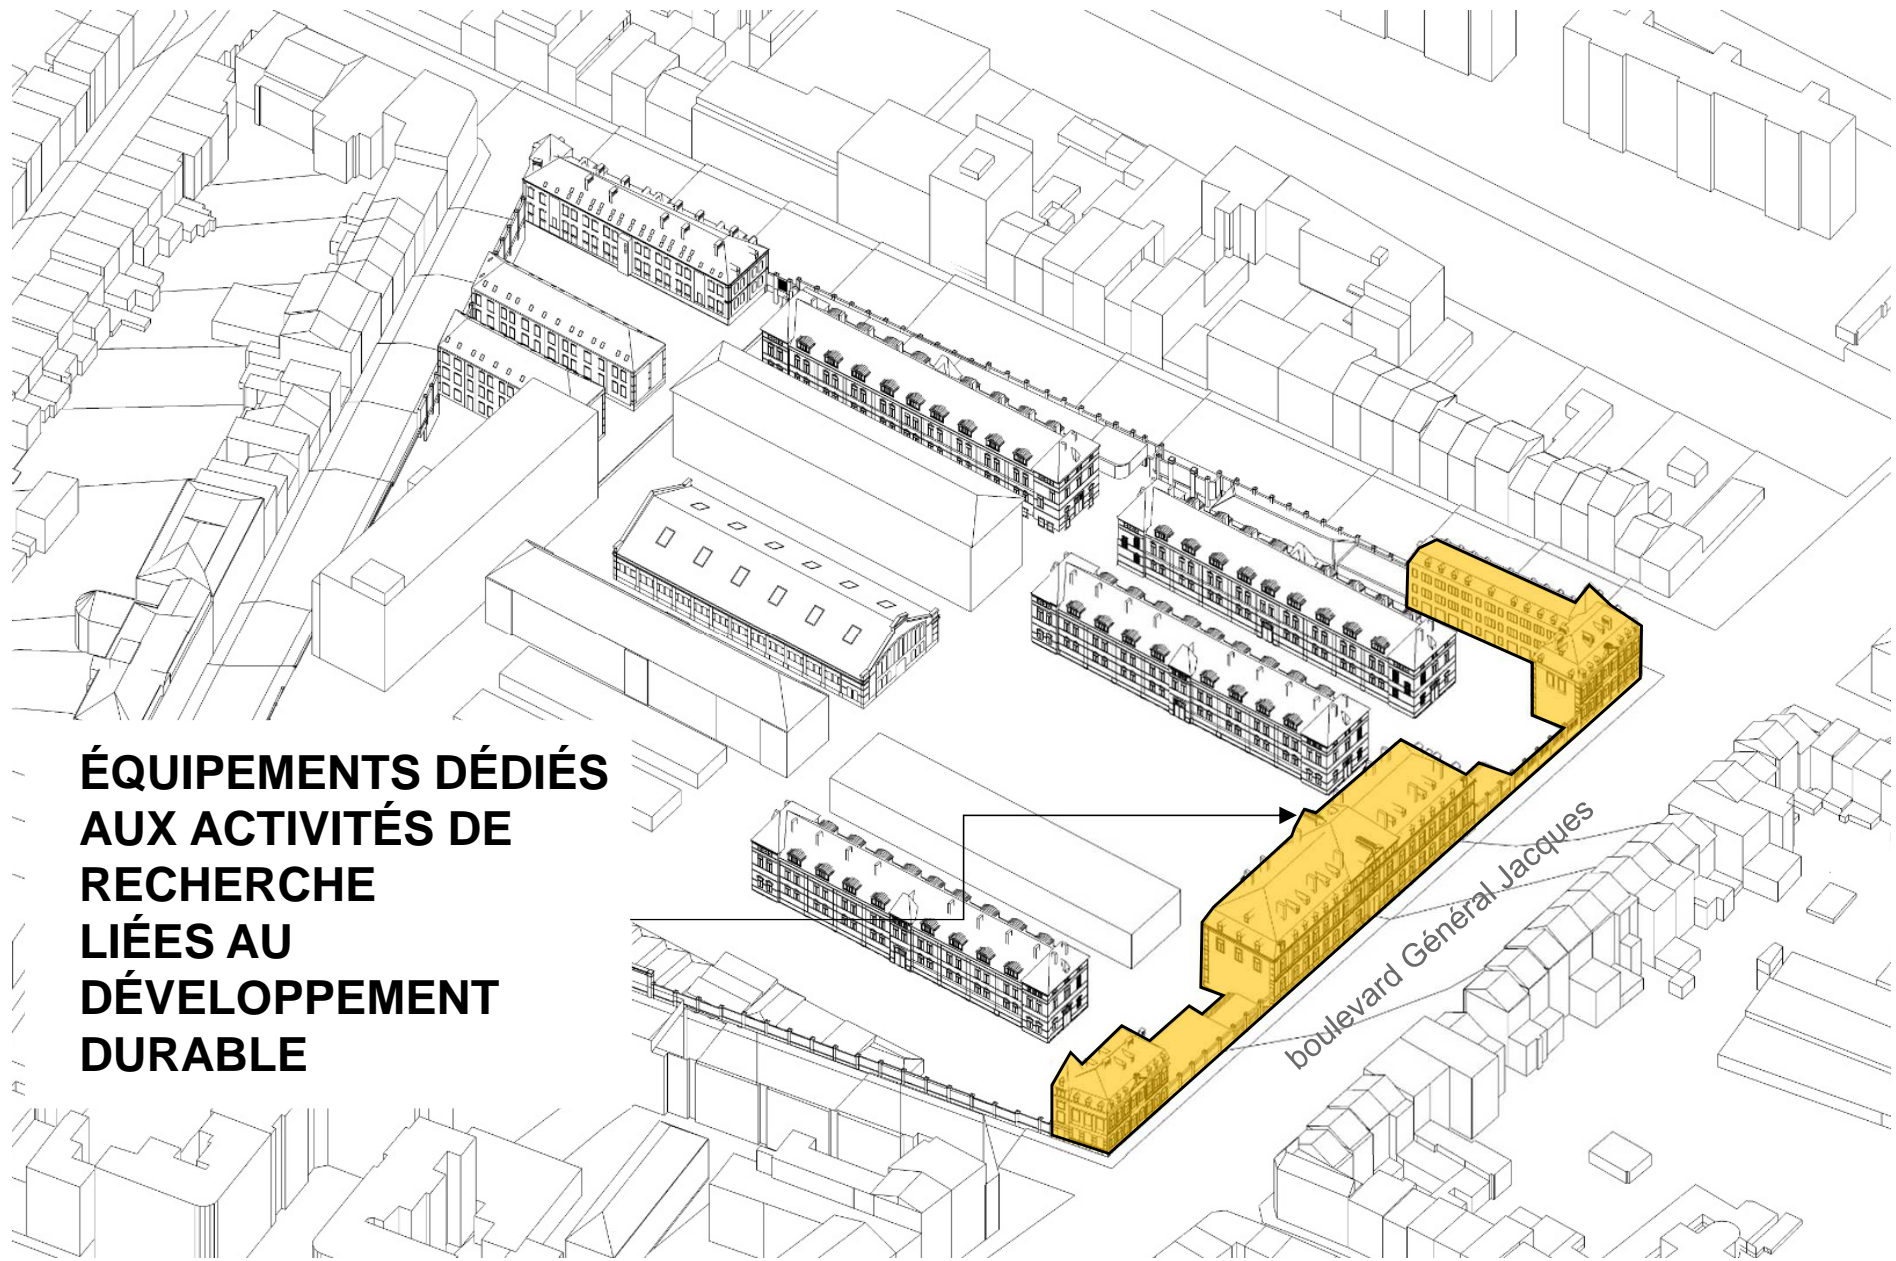 ÉQUIPEMENTS DÉDIÉS
AUX ACTIVITÉS DE
RECHERCHE
LIÉES AU
DÉVELOPPEMENT
DURABLE
boulevard Général Jacques